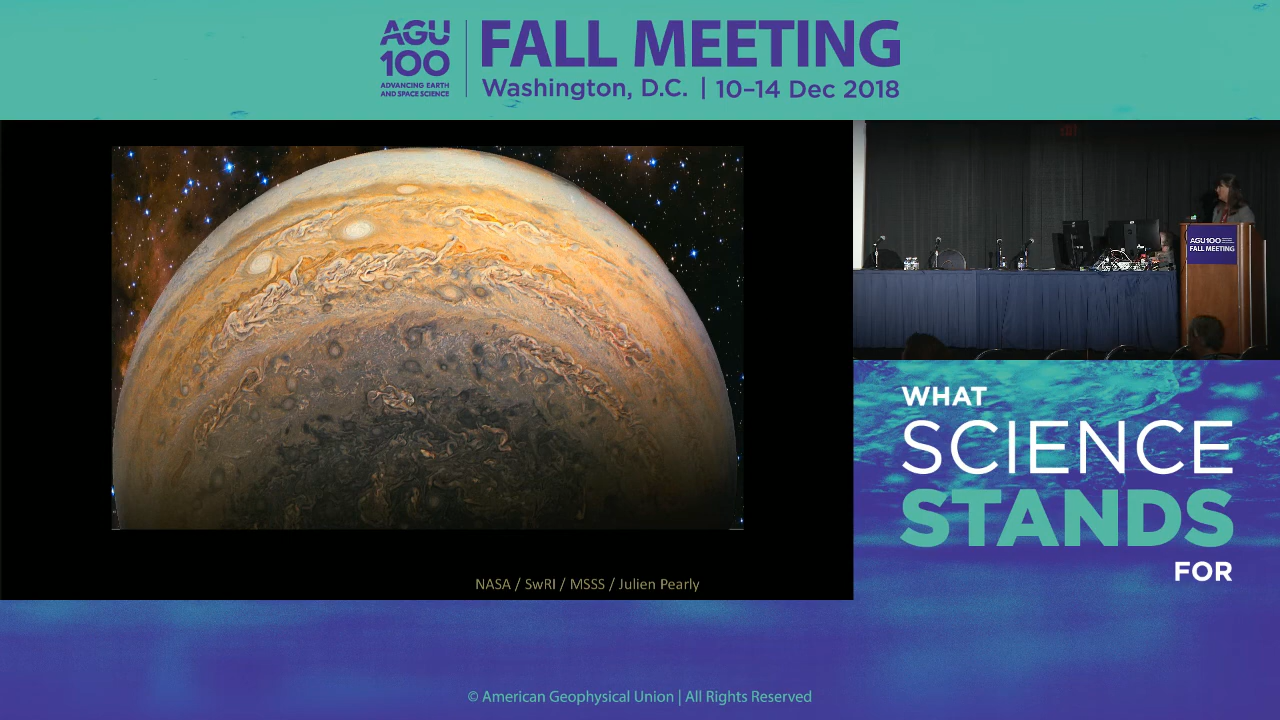 AGU
100
ADVANCING EARTH
AND SPACE SCIENCE
FALL MEETING
Washington, D.C. | 10–14 Dec 2018
AGU100
FALL MEETING
WHAT
SCIENCE
STANDS
FOR
NASA / SwRI / MSSS / Julien Pearly
© American Geophysical Union | All Rights Reserved